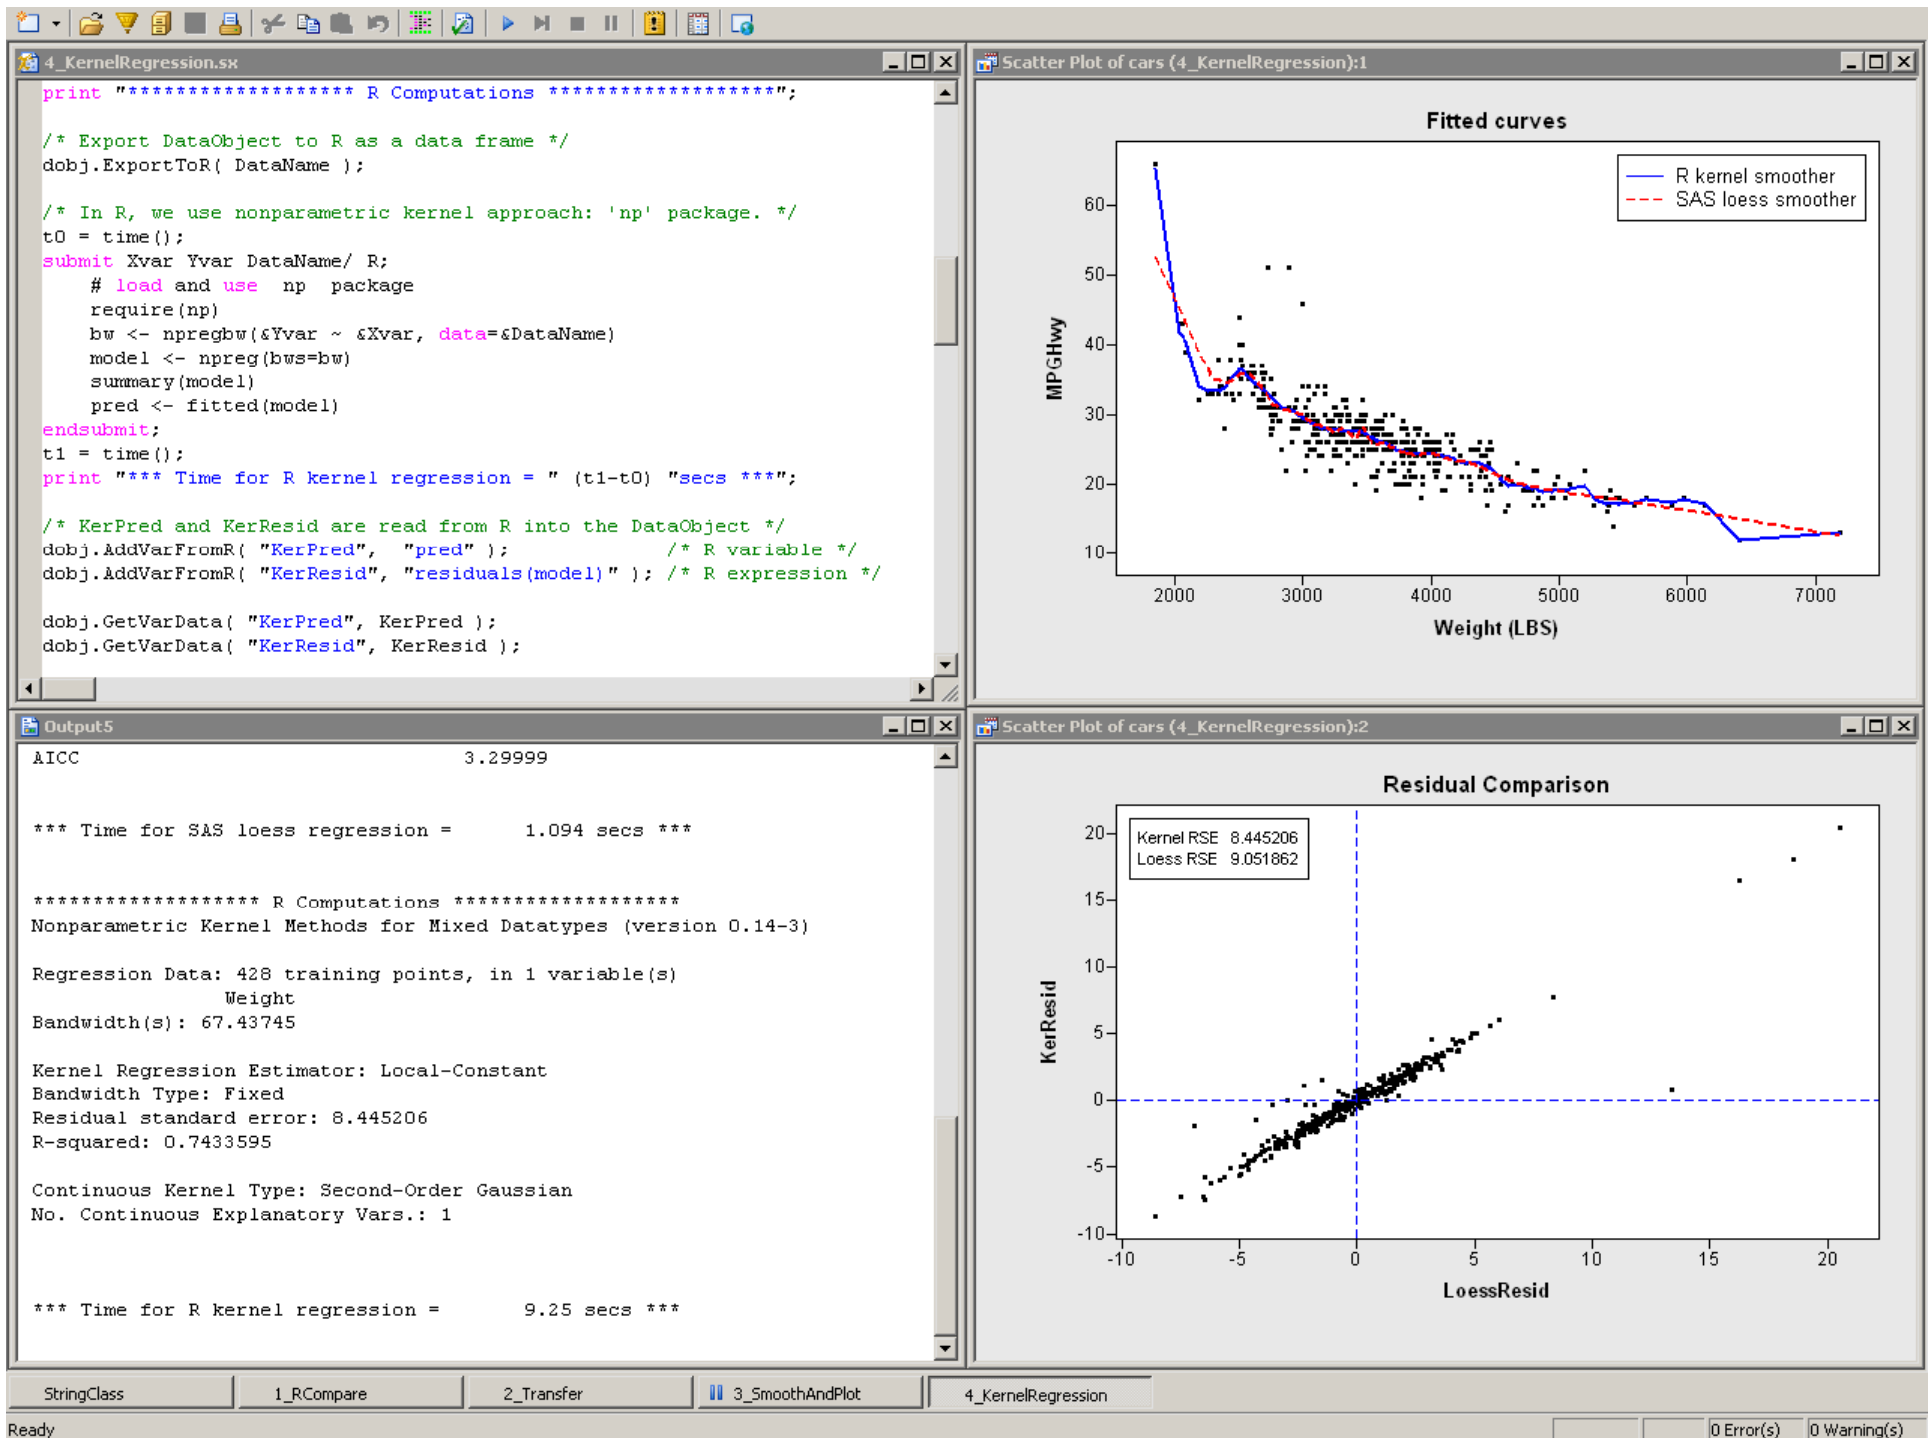 4_KernelRegression.sx
print "******************* R Computations *******************";
/* Export DataObject to R as a data frame */
dobj.ExportToR( DataName );
/* In R, we use nonparametric kernel approach: 'np' package. */
t0 = time();
submit Xvar Yvar DataName/ R;
# load and use  np  package
require(np)
bw <- npregbw(&Yvar ~ &Xvar, data=&DataName)
model <- npreg(bws=bw)
summary(model)
pred <- fitted(model)
endsubmit;
t1 = time();
print "*** Time for R kernel regression = " (t1-t0) "secs ***";
/* KerPred and KerResid are read from R into the DataObject */
dobj.AddVarFromR( "KerPred",  "pred" );             /* R variable */
dobj.AddVarFromR( "KerResid", "residuals(model)" ); /* R expression */
dobj.GetVarData( "KerPred", KerPred );
dobj.GetVarData( "KerResid", KerResid );
Scatter Plot of cars (4_KernelRegression):1
Fitted curves
R kernel smoother
SAS loess smoother
MPGHwy
60
50
40
30
20
10
2000 3000 4000 5000 6000 7000
Weight (LBS)
Output5
AICC 3.29999
*** Time for SAS loess regression = 1.094 secs ***
******************* R Computations *******************
Nonparametric Kernel Methods for Mixed Datatypes (version 0.14-3)
Regression Data: 428 training points, in 1 variable(s)
Weight
Bandwidth(s): 67.43745
Kernel Regression Estimator: Local-Constant
Bandwidth Type: Fixed
Residual standard error: 8.445206
R-squared: 0.7433595
Continuous Kernel Type: Second-Order Gaussian
No. Continuous Explanatory Vars.: 1
*** Time for R kernel regression = 9.25 secs ***
Scatter Plot of cars (4_KernelRegression):2
Residual Comparison
Kernel RSE 8.445206
Loess RSE 9.051862
KerResid
20
15
10
5
0
-5
-10
-10 -5 0 5 10 15 20
LoessResid
StringClass
1_RCompare
2_Transfer
3_SmoothAndPlot
4_KernelRegression
Ready
0 Error(s)
0 Warning(s)